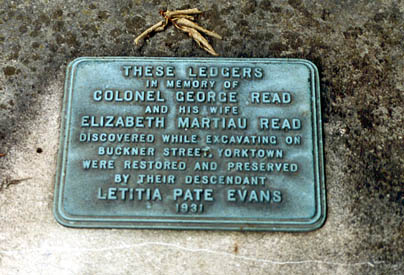 THESE LEDGERS
IN MEMORY OF
COLONEL GEORGE READ
AND HIS WIFE
ELIZABETH MARTIAU READ
DISCOVERED WHILE EXCAVATING ON
BUCKNER STREET, YORKTOWN
WERE RESTORED AND PRESERVED
BY THEIR DESCENDANT
LETITIA PATE EVANS
1931